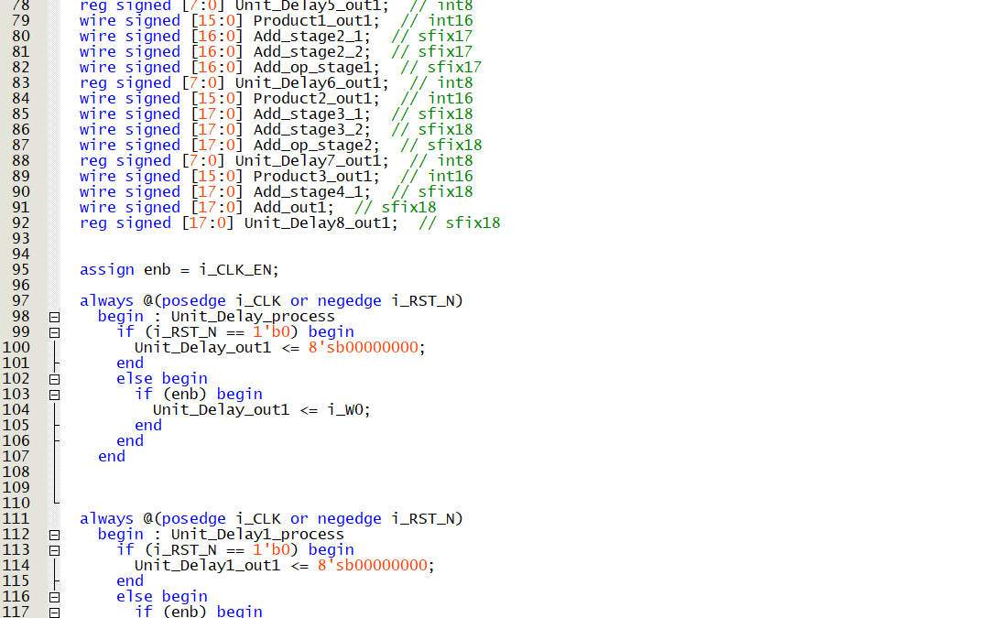 78 reg signed [7:0] Unit_Delay5_out1;  // int8
79 wire signed [15:0] Product1_out1;  // int16
80 wire signed [16:0] Add_stage2_1;  // sfix17
81 wire signed [16:0] Add_stage2_2;  // sfix17
82 wire signed [16:0] Add_op_stage1;  // sfix17
83 reg signed [7:0] Unit_Delay6_out1;  // int8
84 wire signed [15:0] Product2_out1;  // int16
85 wire signed [17:0] Add_stage3_1;  // sfix18
86 wire signed [17:0] Add_stage3_2;  // sfix18
87 wire signed [17:0] Add_op_stage2;  // sfix18
88 reg signed [7:0] Unit_Delay7_out1;  // int8
89 wire signed [15:0] Product3_out1;  // int16
90 wire signed [17:0] Add_stage4_1;  // sfix18
91 wire signed [17:0] Add_out1;  // sfix18
92 reg signed [17:0] Unit_Delay8_out1;  // sfix18
93
94
95 assign enb = i_CLK_EN;
96
97 always @(posedge i_CLK or negedge i_RST_N)
98   begin : Unit_Delay_process
99     if (i_RST_N == 1'b0) begin
100       Unit_Delay_out1 <= 8'sb00000000;
101     end
102     else begin
103       if (enb) begin
104         Unit_Delay_out1 <= i_W0;
105       end
106     end
107   end
108
109
110
111 always @(posedge i_CLK or negedge i_RST_N)
112   begin : Unit_Delay1_process
113     if (i_RST_N == 1'b0) begin
114       Unit_Delay1_out1 <= 8'sb00000000;
115     end
116     else begin
117       if (enb) begin